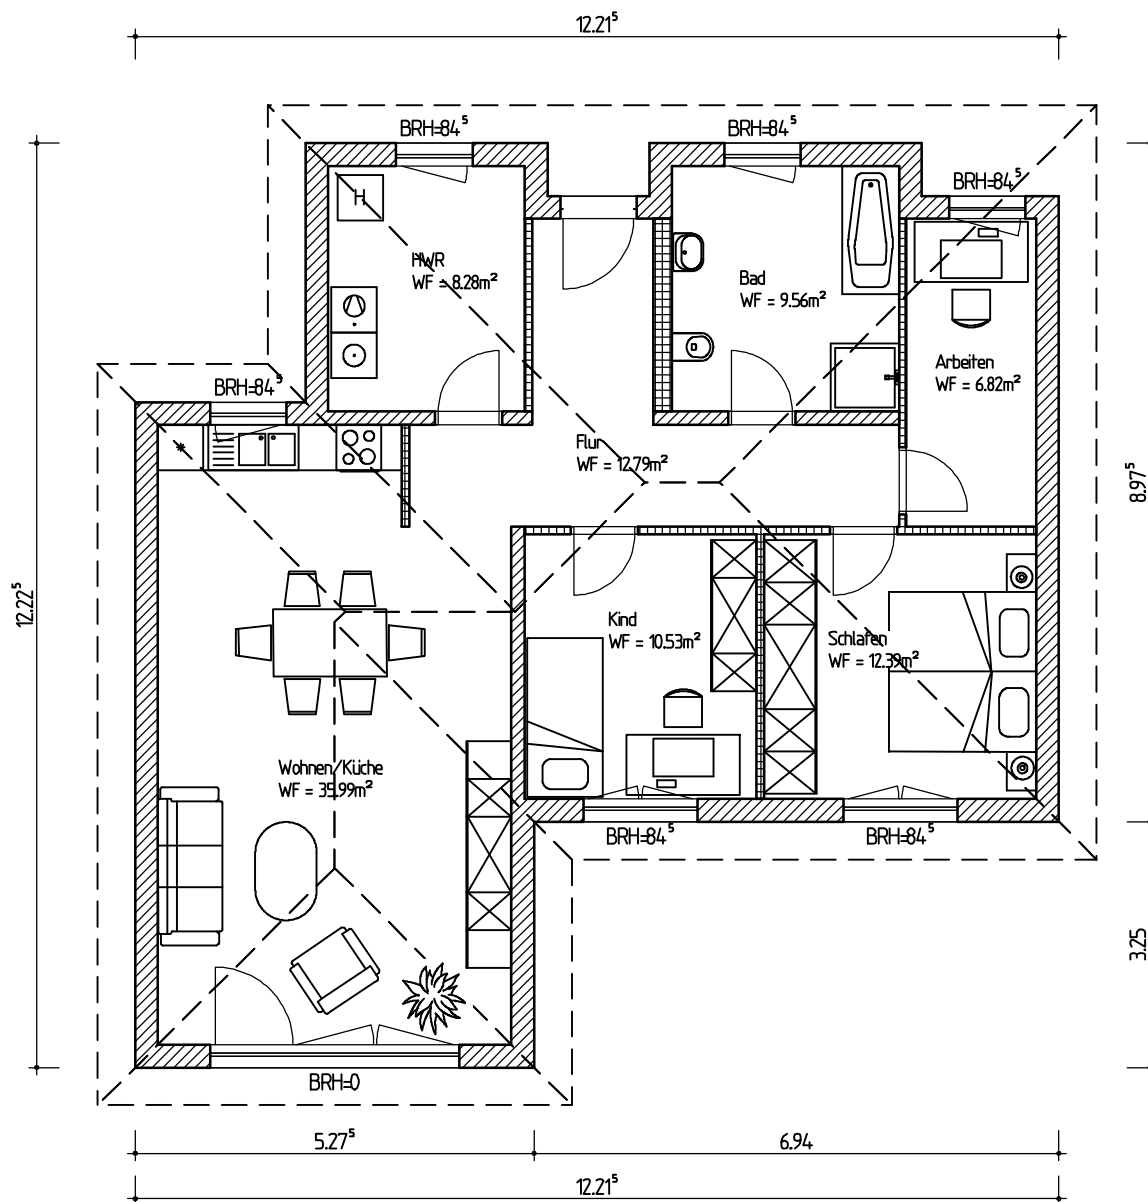 12.21⁵
BRH=84⁵
BRH=84⁵
BRH=84⁵
H
HWR
WF = 8.28m²
Bad
WF = 9.56m²
Arbeiten
WF = 6.82m²
BRH=84⁵
Flur
WF = 12.79m²
8.97⁵
12.22⁵
Kind
WF = 10.53m²
Schlafen
WF = 12.39m²
Wohnen/Küche
WF = 35.99m²
BRH=84⁵
BRH=84⁵
3.25
BRH=0
5.27⁵
6.94
12.21⁵